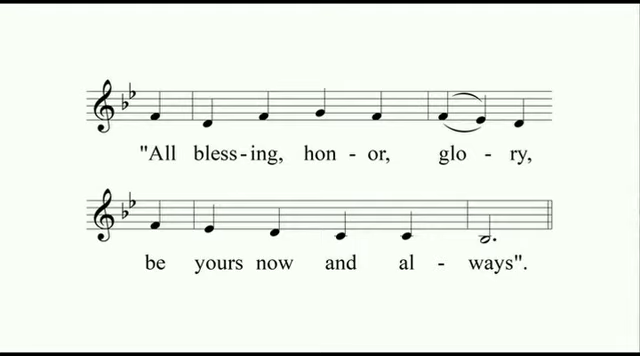 "All bless-ing, hon - or, glo - ry,
be yours now and al - ways".